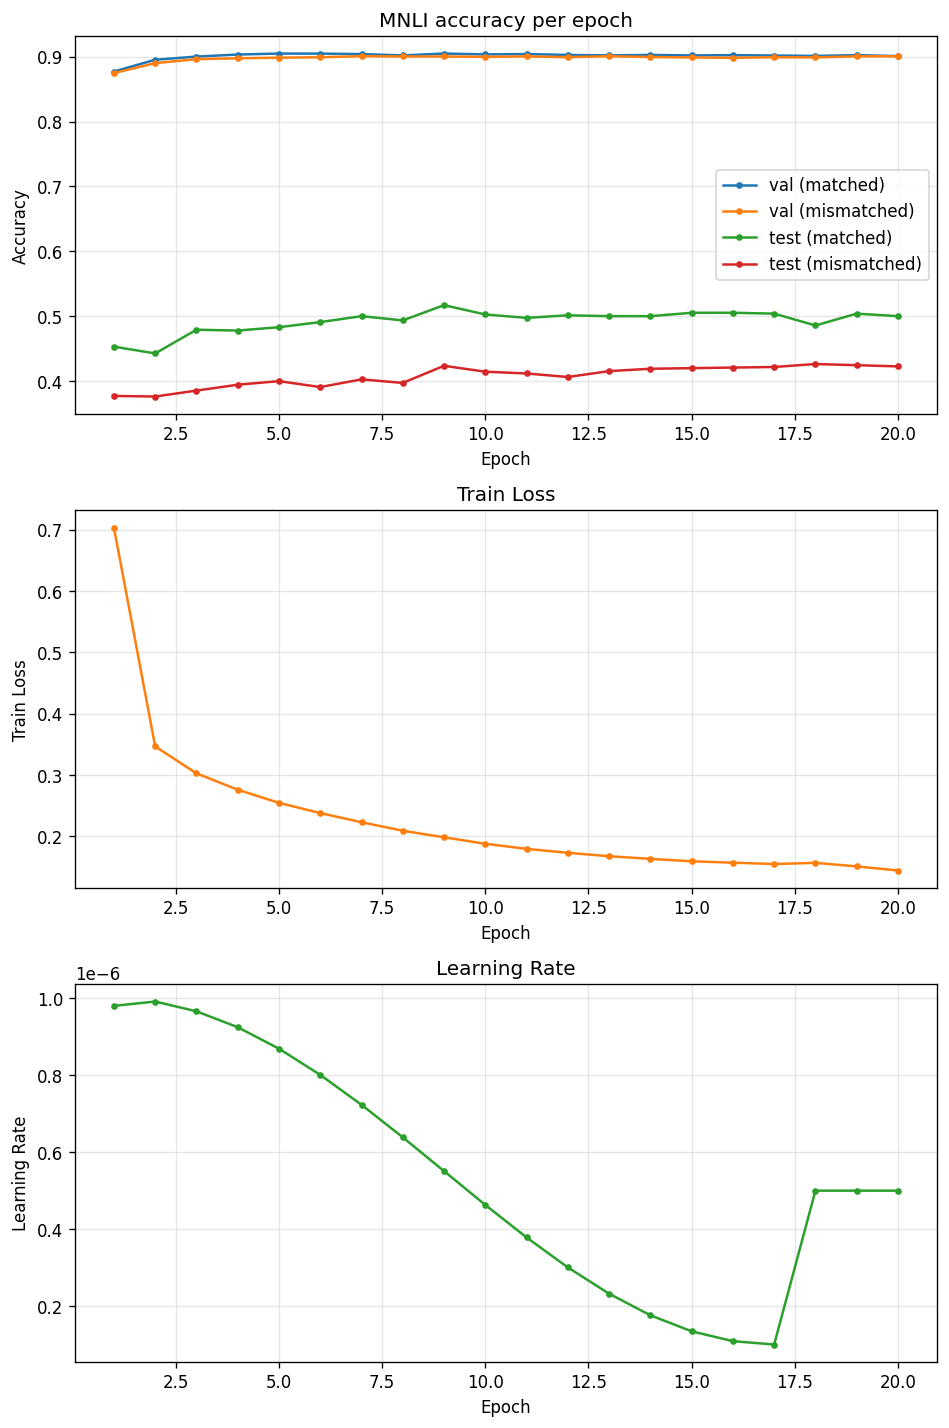 MNLI accuracy per epoch
0.9
0.8
0.7
0.6
0.5
0.4
Accuracy
val (matched)
val (mismatched)
test (matched)
test (mismatched)
2.5 5.0 7.5 10.0 12.5 15.0 17.5 20.0
Epoch
Train Loss
0.7
0.6
0.5
0.4
0.3
0.2
Train Loss
2.5 5.0 7.5 10.0 12.5 15.0 17.5 20.0
Epoch
Learning Rate
1e−6
1.0
0.8
0.6
0.4
0.2
Learning Rate
2.5 5.0 7.5 10.0 12.5 15.0 17.5 20.0
Epoch